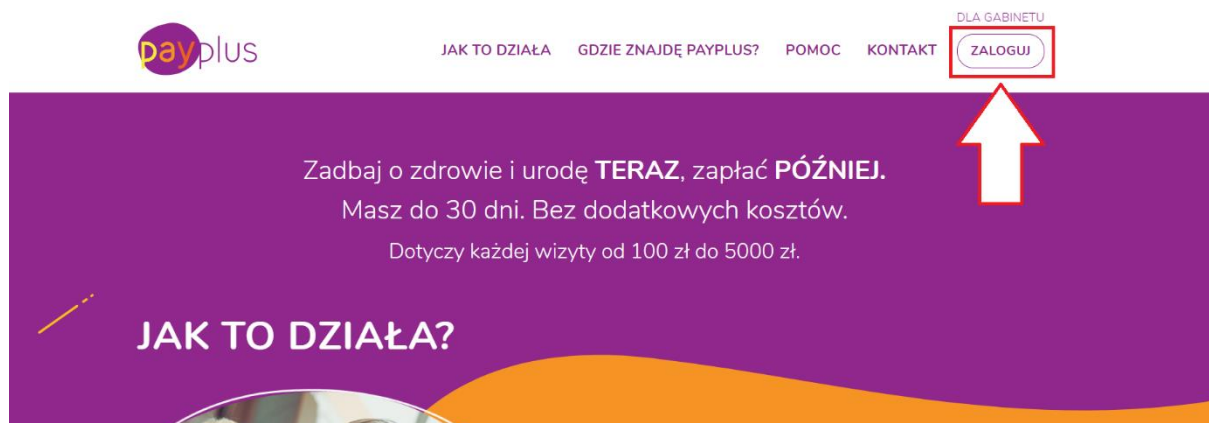 DLA GABINETU
payplus
JAK TO DZIAŁA GDZIE ZNAJDĘ PAYPLUS? POMOC KONTAKT ZALOGUJ
Zadbaj o zdrowie i urodę TERAZ, zapłać PÓŹNIEJ.
Masz do 30 dni. Bez dodatkowych kosztów.
Dotyczy każdej wizyty od 100 zł do 5000 zł.
JAK TO DZIAŁA?